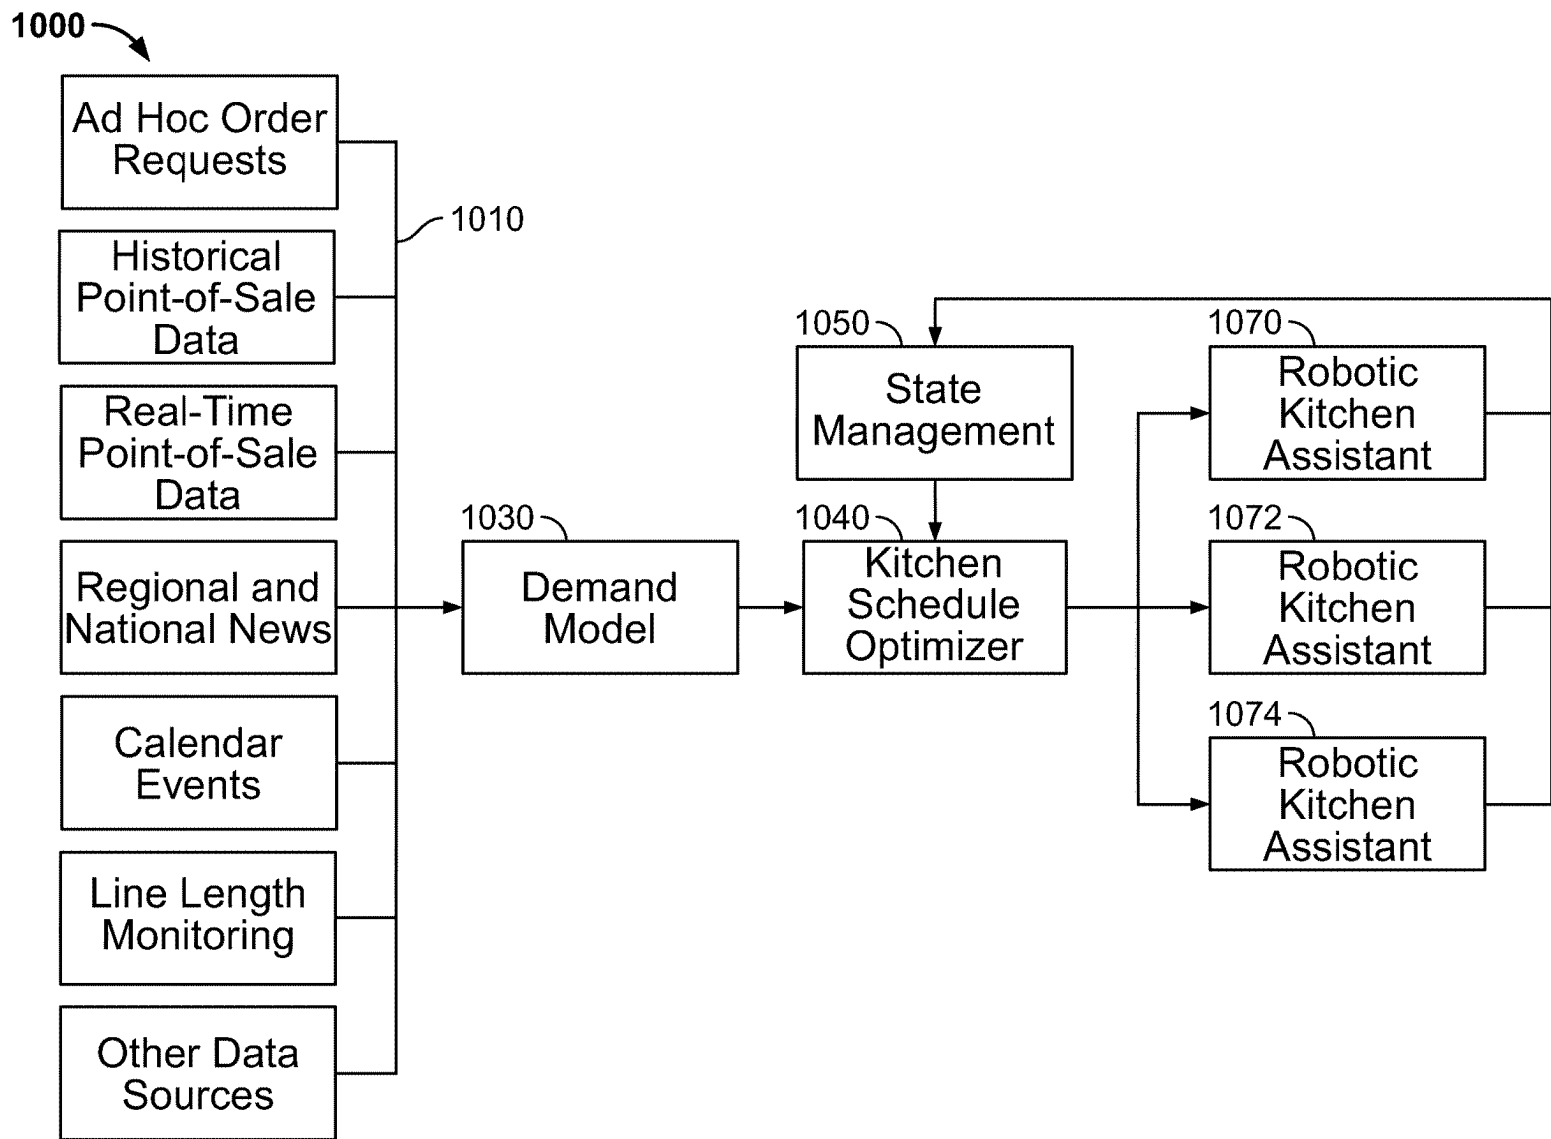 1000
Ad Hoc Order
Requests
Historical
Point-of-Sale
Data
Real-Time
Point-of-Sale
Data
Regional and
National News
Calendar
Events
Line Length
Monitoring
Other Data
Sources
1010
1030
Demand
Model
1050
State
Management
1040
Kitchen
Schedule
Optimizer
1070
Robotic
Kitchen
Assistant
1072
Robotic
Kitchen
Assistant
1074
Robotic
Kitchen
Assistant